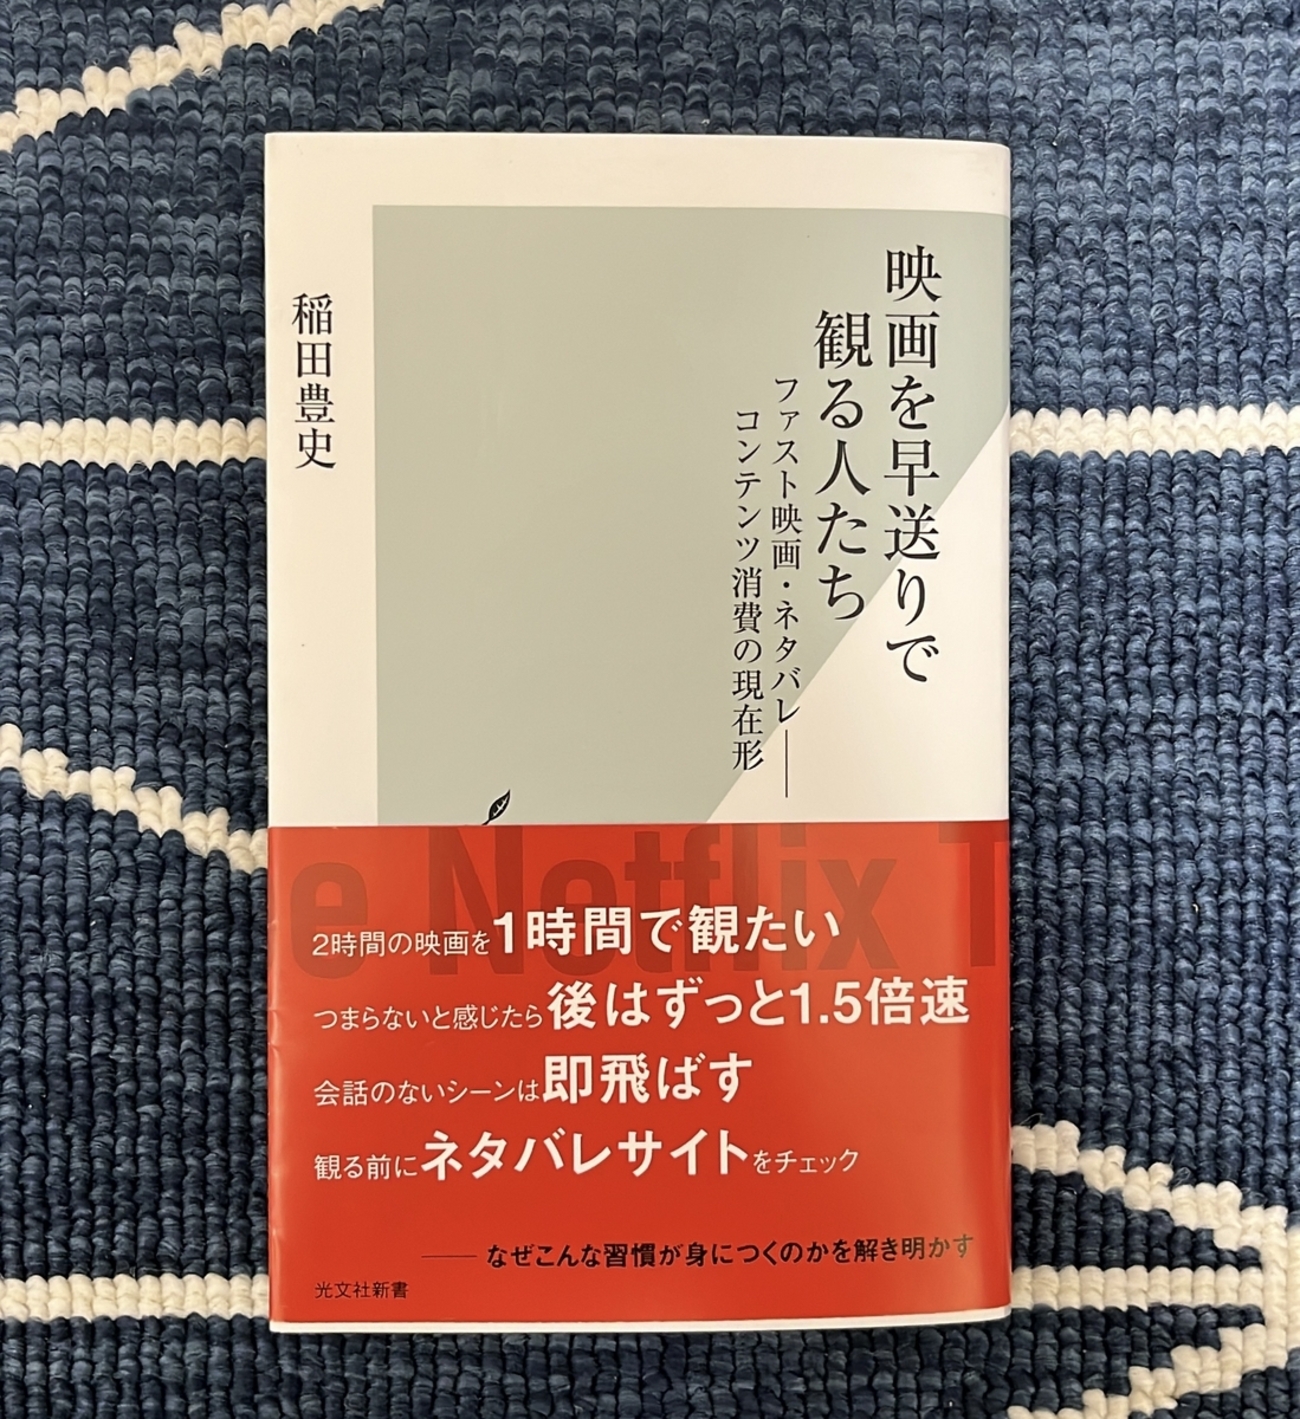 映画を早送りで
観る人たち
ファスト映画・ネタバレ――
コンテンツ消費の現在形
稲田豊史
e Netflix T
2時間の映画を1時間で観たい
つまらないと感じたら後はずっと1.5倍速
会話のないシーンは即飛ばす
観る前にネタバレサイトをチェック
――なぜこんな習慣が身につくのかを解き明かす
光文社新書